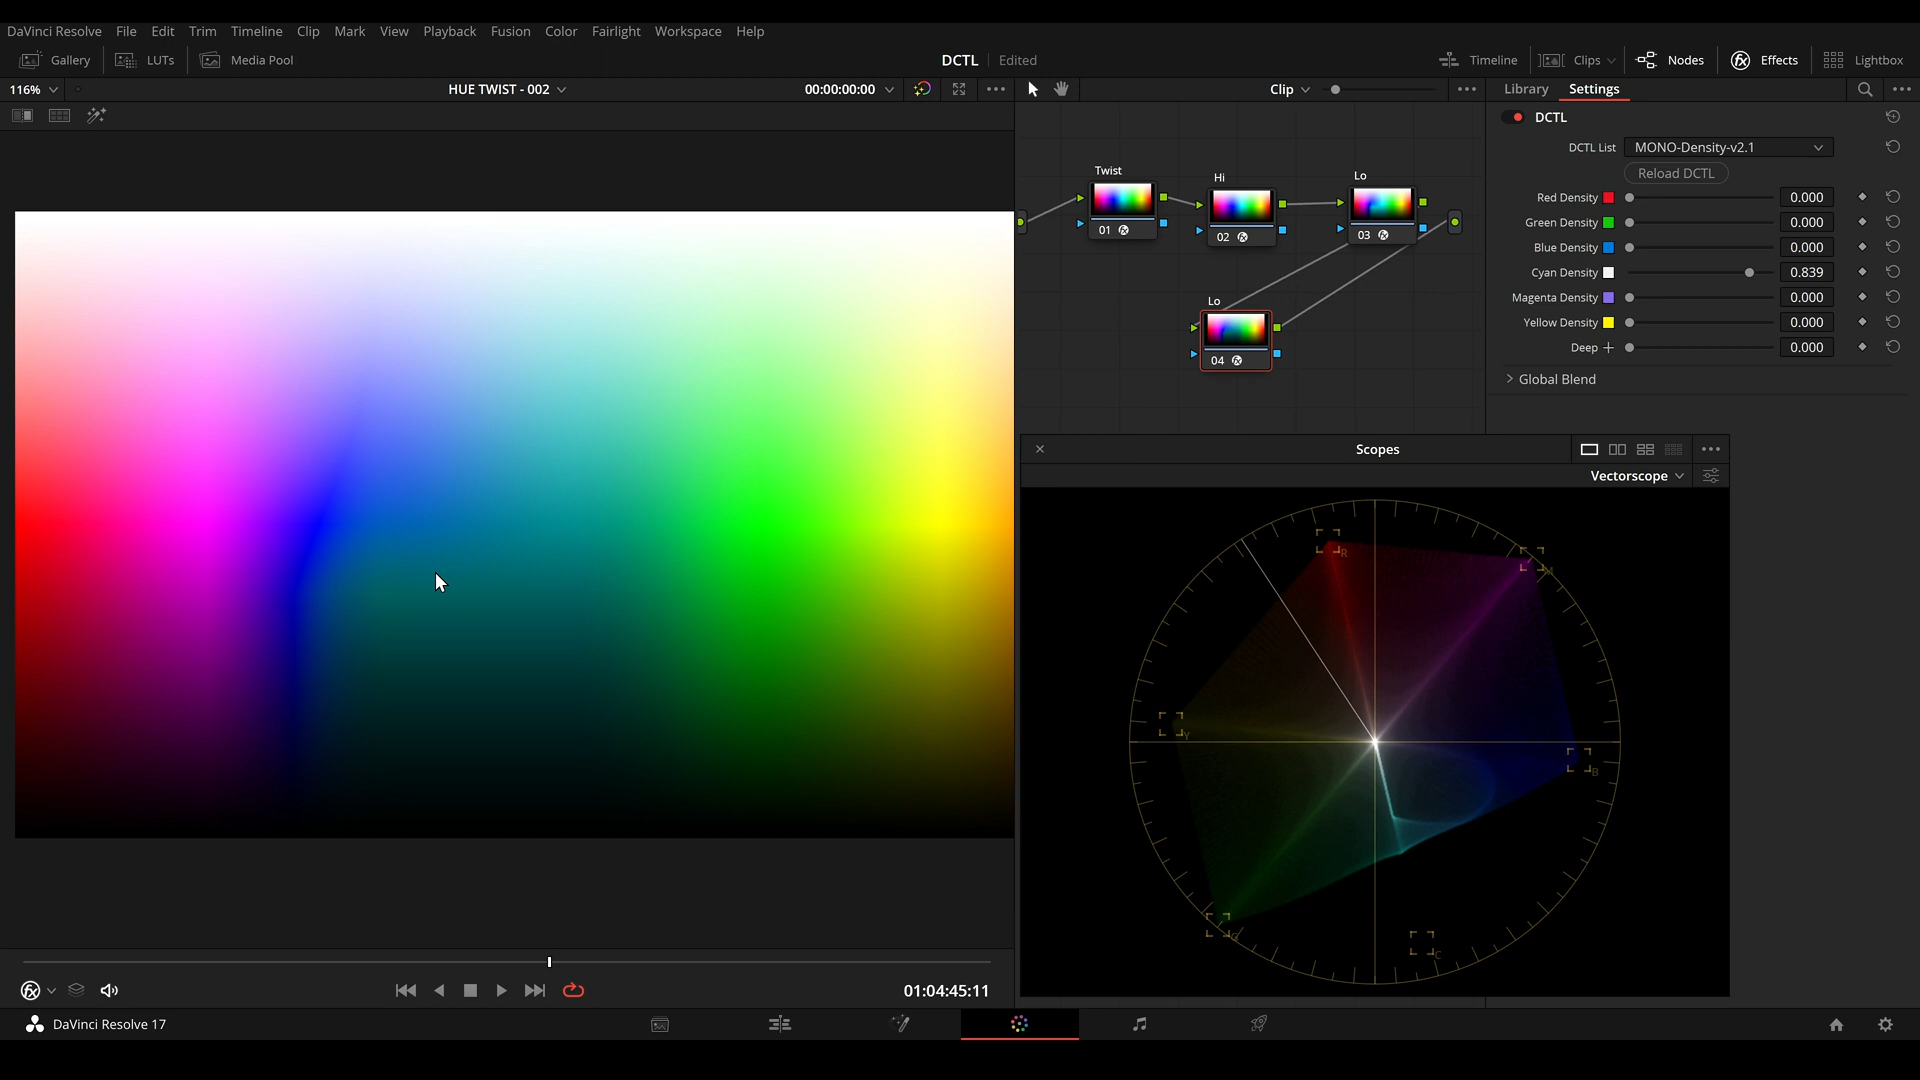 DaVinci Resolve File Edit Trim Timeline Clip Mark View Playback Fusion Color Fairlight Workspace Help
Gallery LUTs Media Pool DCTL Edited Timeline Clips Nodes Effects Lightbox
116% HUE TWIST - 002 00:00:00:00 Clip Library Settings
DCTL
DCTL List MONO-Density-v2.1
Reload DCTL
Red Density 0.000
Green Density 0.000
Blue Density 0.000
Cyan Density 0.839
Magenta Density 0.000
Yellow Density 0.000
Deep 0.000
Global Blend
Twist
01
Hi
02
Lo
03
Lo
04
Scopes
Vectorscope
R
M
Y
B
G
C
01:04:45:11
DaVinci Resolve 17